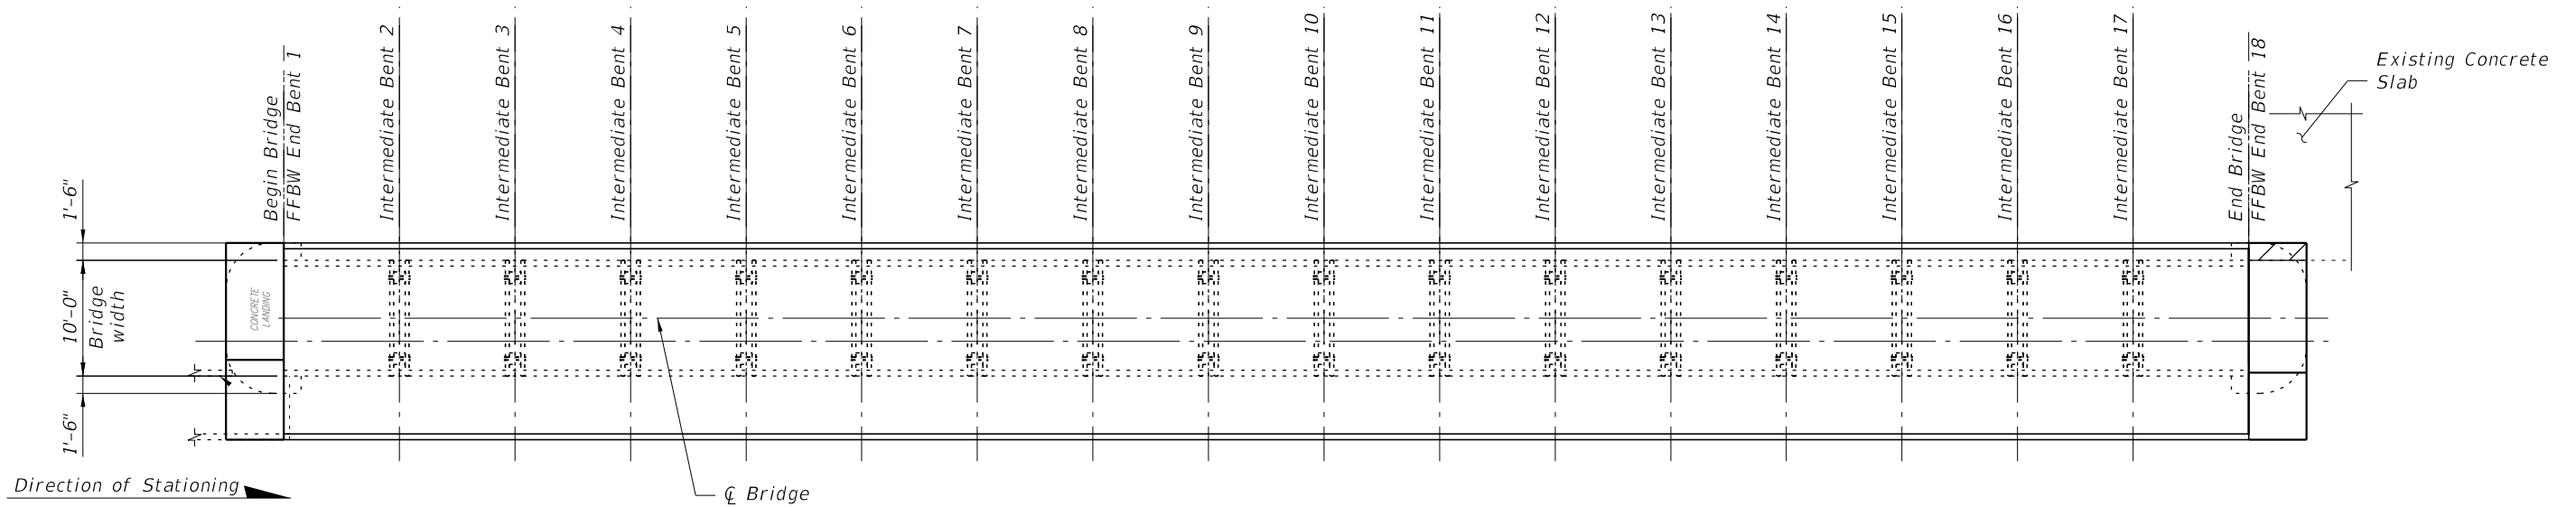 Intermediate Bent 2
Intermediate Bent 3
Intermediate Bent 4
Intermediate Bent 5
Intermediate Bent 6
Intermediate Bent 7
Intermediate Bent 8
Intermediate Bent 9
Intermediate Bent 10
Intermediate Bent 11
Intermediate Bent 12
Intermediate Bent 13
Intermediate Bent 14
Intermediate Bent 15
Intermediate Bent 16
Intermediate Bent 17
Begin Bridge
FFBW End Bent 1
End Bridge
FFBW End Bent 18
Existing Concrete
Slab
1'-6"
10'-0"
Bridge
width
1'-6"
CONCRETE
LANDING
Direction of Stationing
℄ Bridge